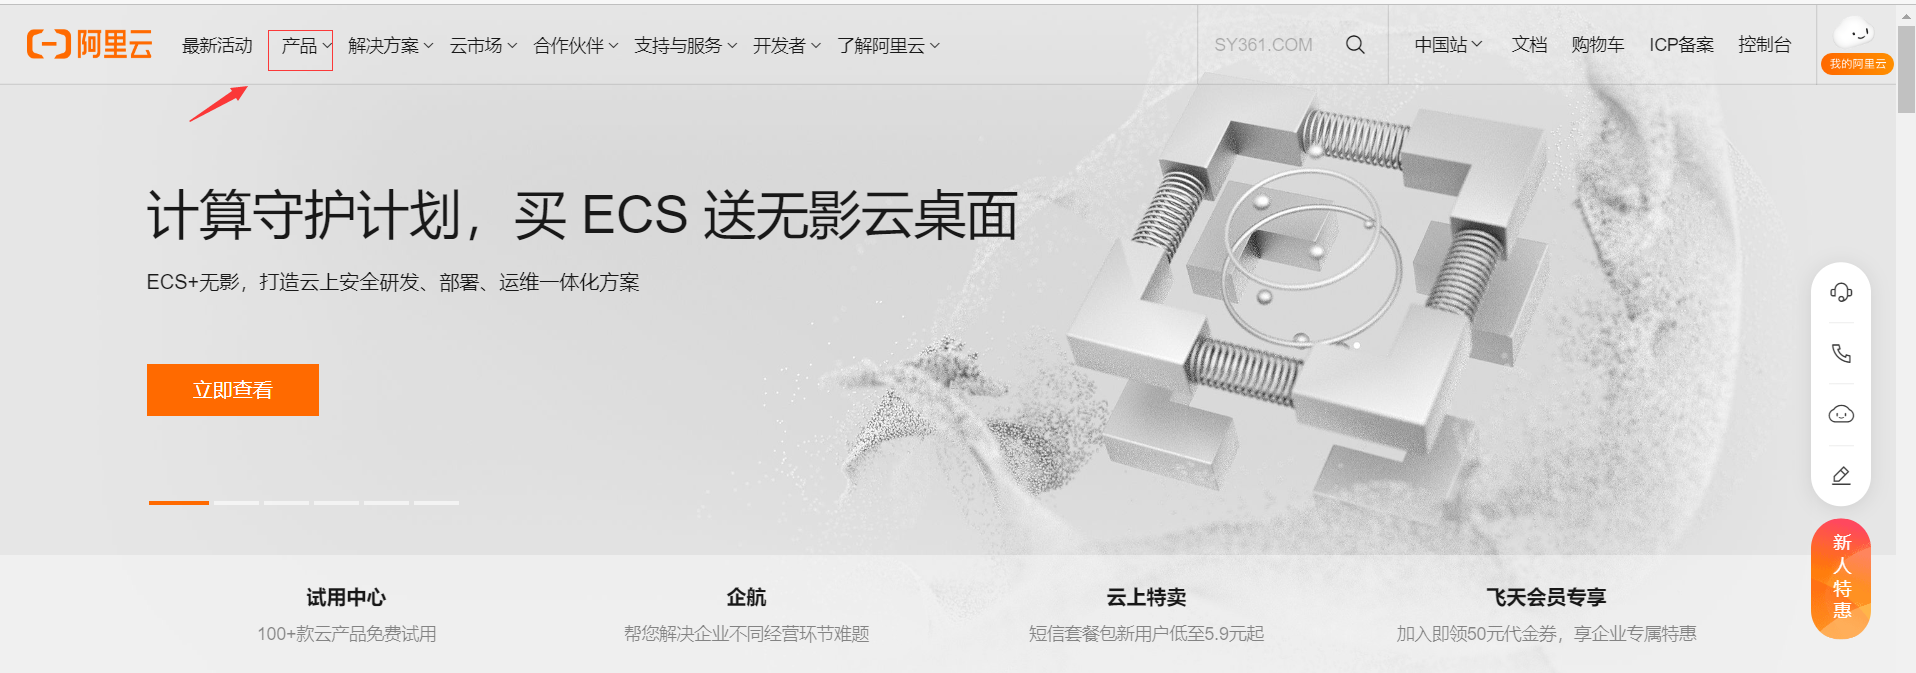 阿里云
最新活动 产品 解决方案 云市场 合作伙伴 支持与服务 开发者 了解阿里云 SY361.COM 中国站 文档 购物车 ICP备案 控制台
我的阿里云
计算守护计划，买 ECS 送无影云桌面
ECS+无影，打造云上安全研发、部署、运维一体化方案
立即查看
新人特惠
试用中心 企航 云上特卖 飞天会员专享
100+款云产品免费试用 帮您解决企业不同经营环节难题 短信套餐包新用户低至5.9元起 加入即领50元代金券，享企业专属特惠